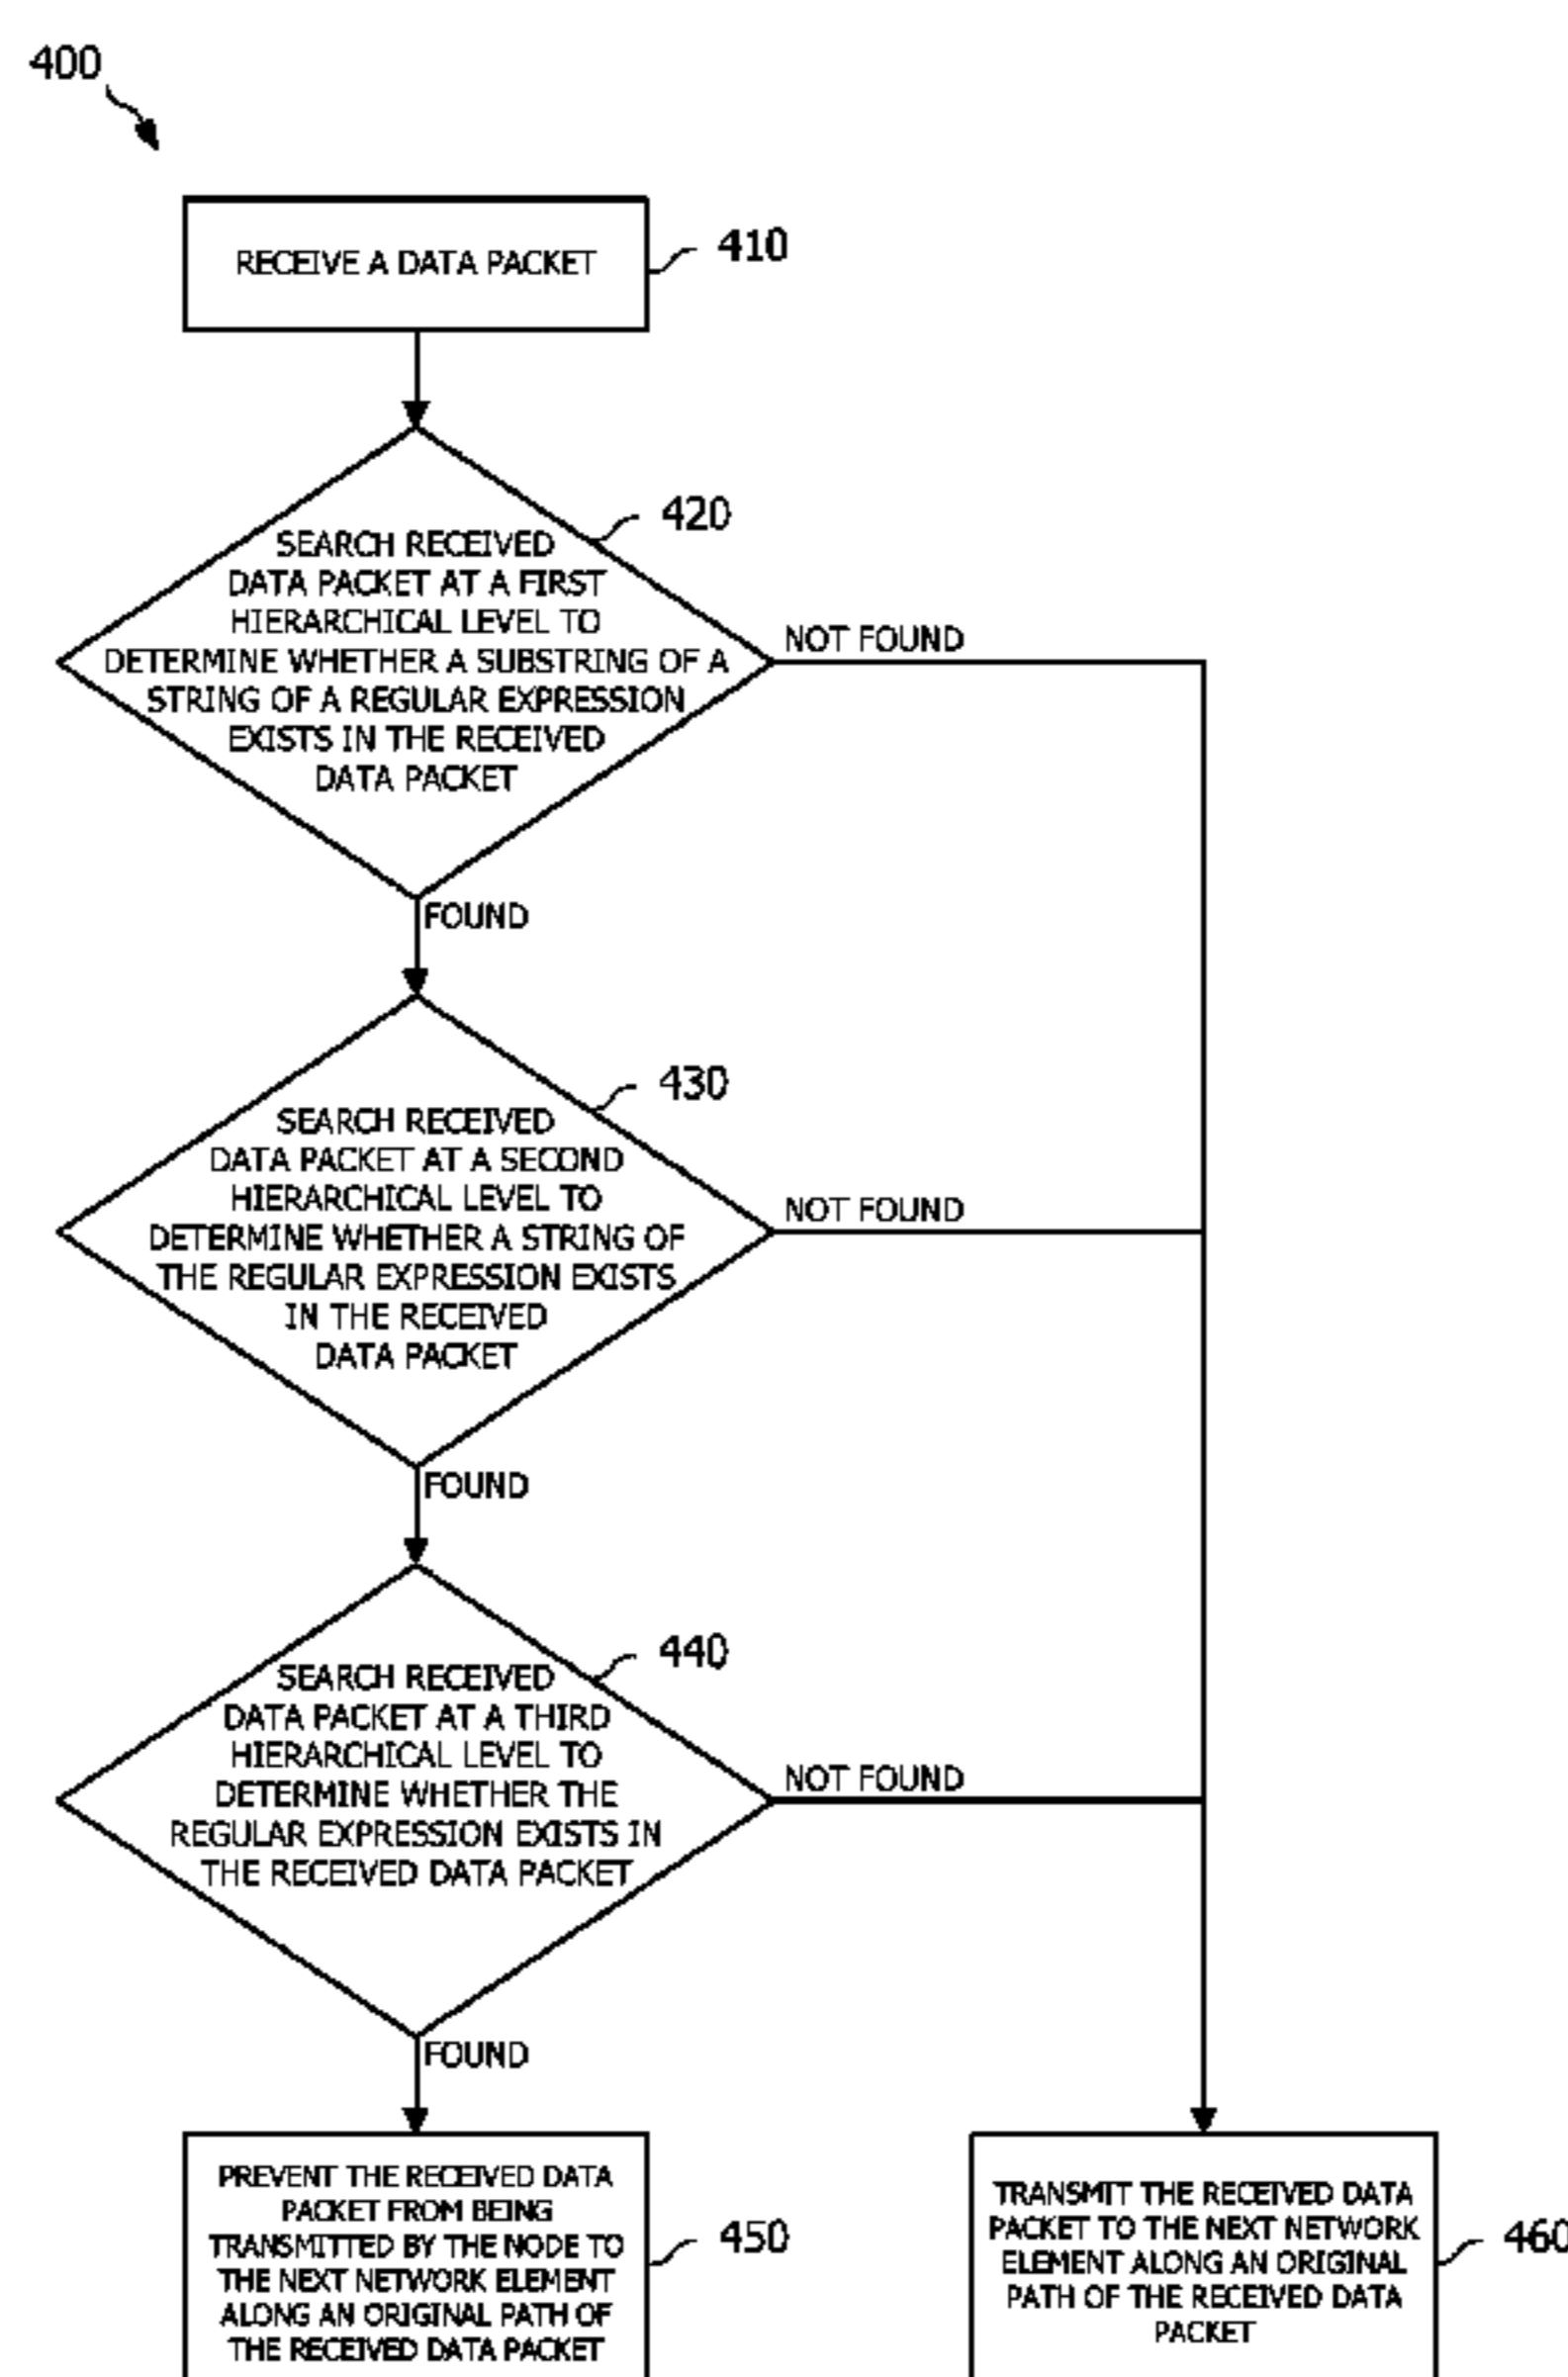 400
RECEIVE A DATA PACKET
410
420
SEARCH RECEIVED
DATA PACKET AT A FIRST
HIERARCHICAL LEVEL TO
DETERMINE WHETHER A SUBSTRING OF A
STRING OF A REGULAR EXPRESSION
EXISTS IN THE RECEIVED
DATA PACKET
NOT FOUND
FOUND
430
SEARCH RECEIVED
DATA PACKET AT A SECOND
HIERARCHICAL LEVEL TO
DETERMINE WHETHER A STRING OF
THE REGULAR EXPRESSION EXISTS
IN THE RECEIVED
DATA PACKET
NOT FOUND
FOUND
440
SEARCH RECEIVED
DATA PACKET AT A THIRD
HIERARCHICAL LEVEL TO
DETERMINE WHETHER THE
REGULAR EXPRESSION EXISTS IN
THE RECEIVED DATA PACKET
NOT FOUND
FOUND
PREVENT THE RECEIVED DATA
PACKET FROM BEING
TRANSMITTED BY THE NODE TO
THE NEXT NETWORK ELEMENT
ALONG AN ORIGINAL PATH OF
THE RECEIVED DATA PACKET
450
TRANSMIT THE RECEIVED DATA
PACKET TO THE NEXT NETWORK
ELEMENT ALONG AN ORIGINAL
PATH OF THE RECEIVED DATA
PACKET
460